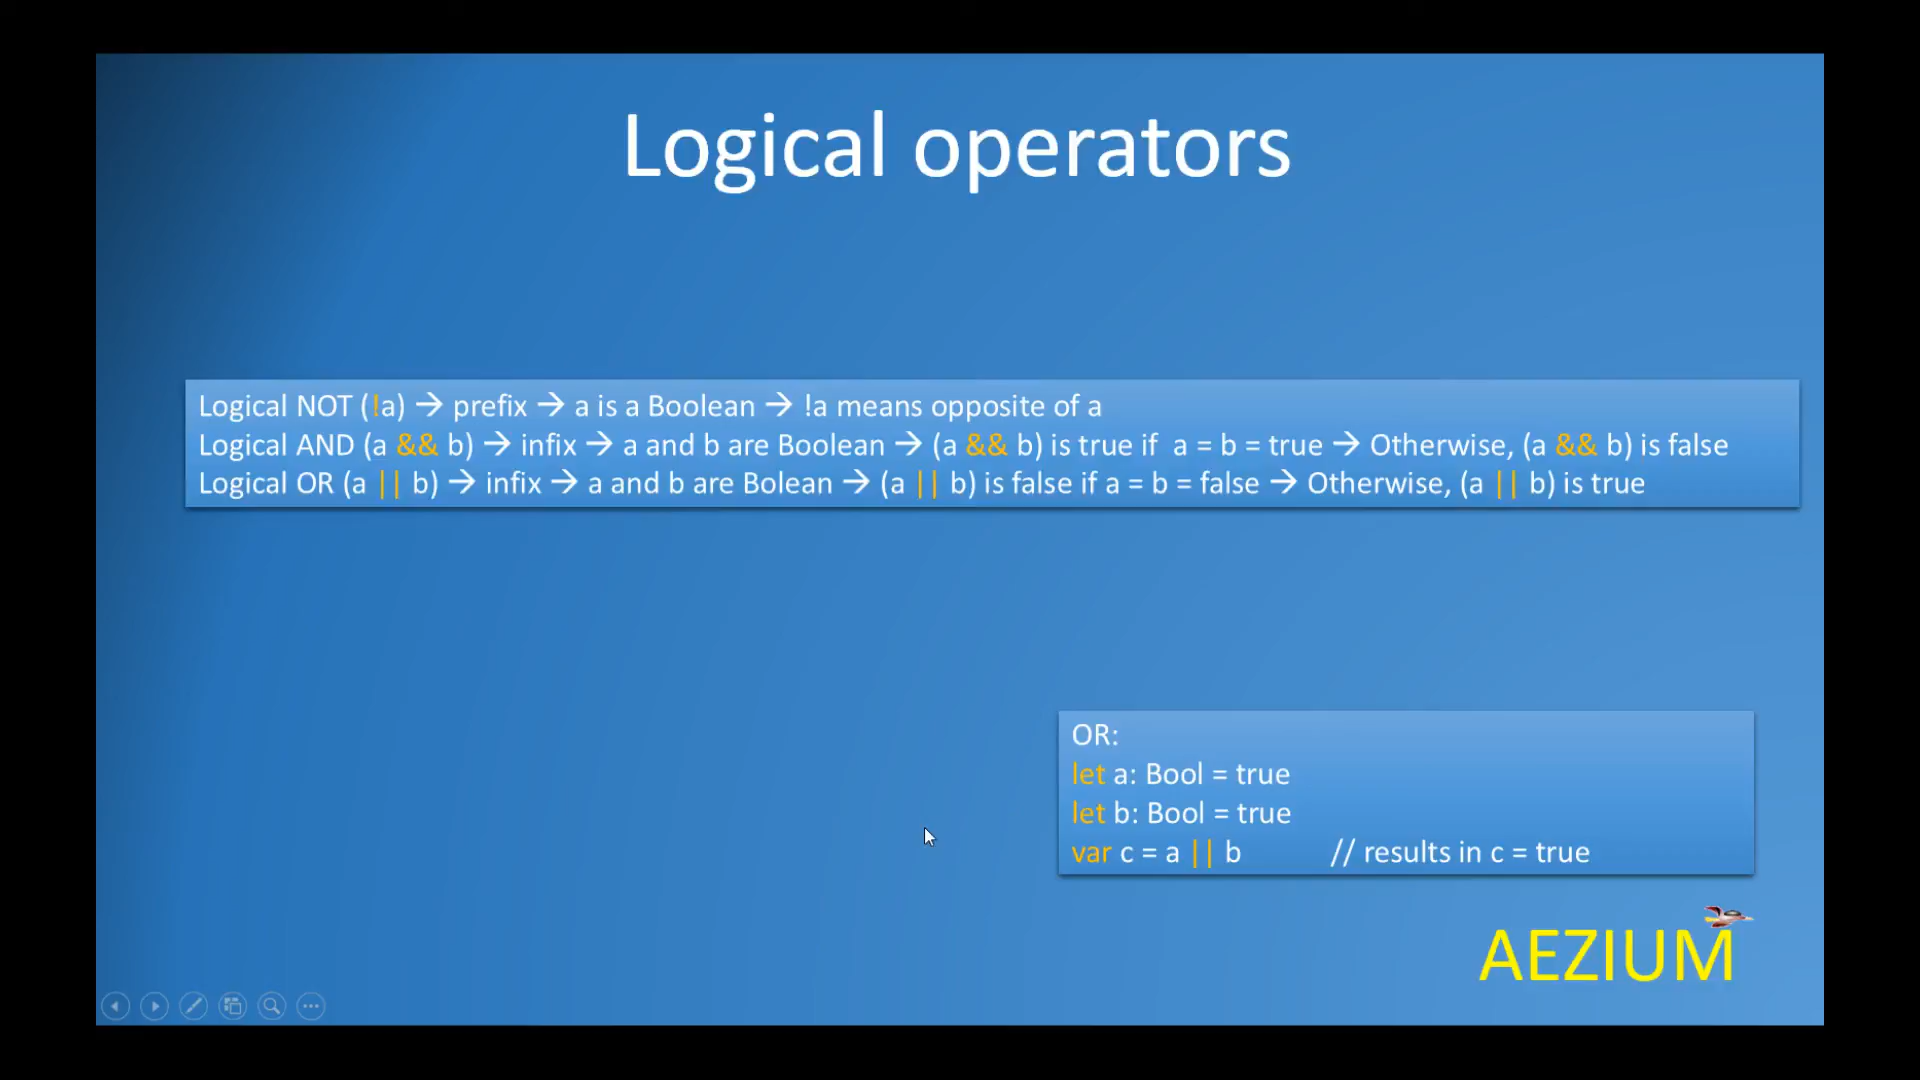 Logical operators
Logical NOT (!a) → prefix → a is a Boolean → !a means opposite of a
Logical AND (a && b) → infix → a and b are Boolean → (a && b) is true if  a = b = true → Otherwise, (a && b) is false
Logical OR (a || b) → infix → a and b are Bolean → (a || b) is false if a = b = false → Otherwise, (a || b) is true
OR:
let a: Bool = true
let b: Bool = true
var c = a || b // results in c = true
AEZIUM